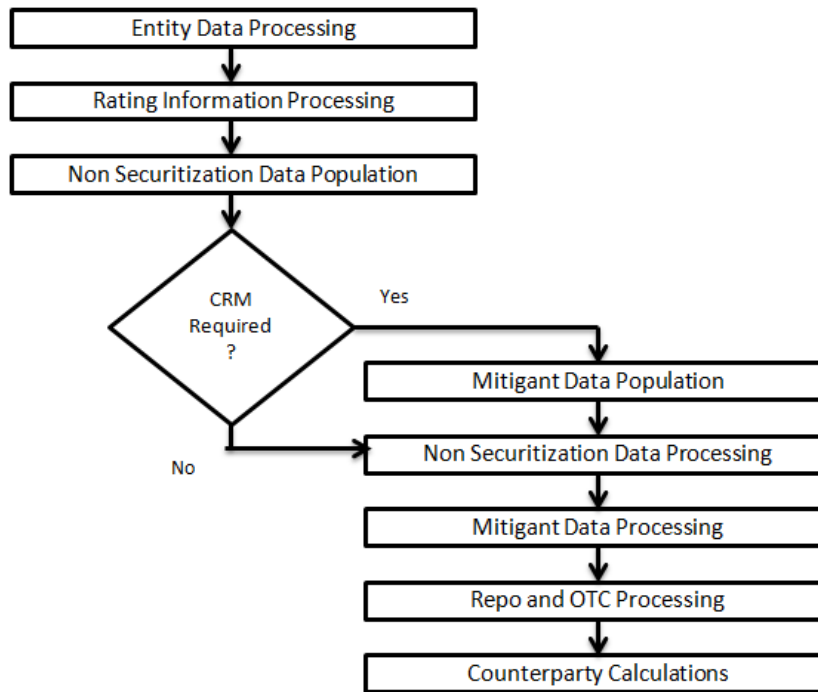 Entity Data Processing
Rating Information Processing
Non Securitization Data Population
CRM
Required
?
Yes
Mitigant Data Population
No
Non Securitization Data Processing
Mitigant Data Processing
Repo and OTC Processing
Counterparty Calculations